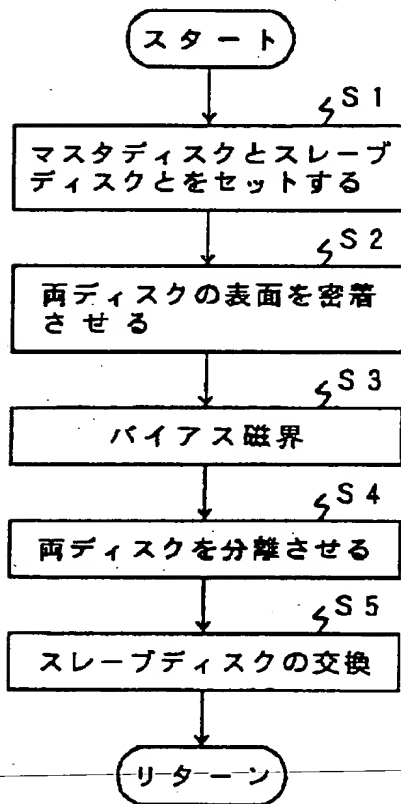 スタート
S1
マスタディスクとスレーブ
ディスクとをセットする
S2
両ディスクの表面を密着
させる
S3
バイアス磁界
S4
両ディスクを分離させる
S5
スレーブディスクの交換
リターン